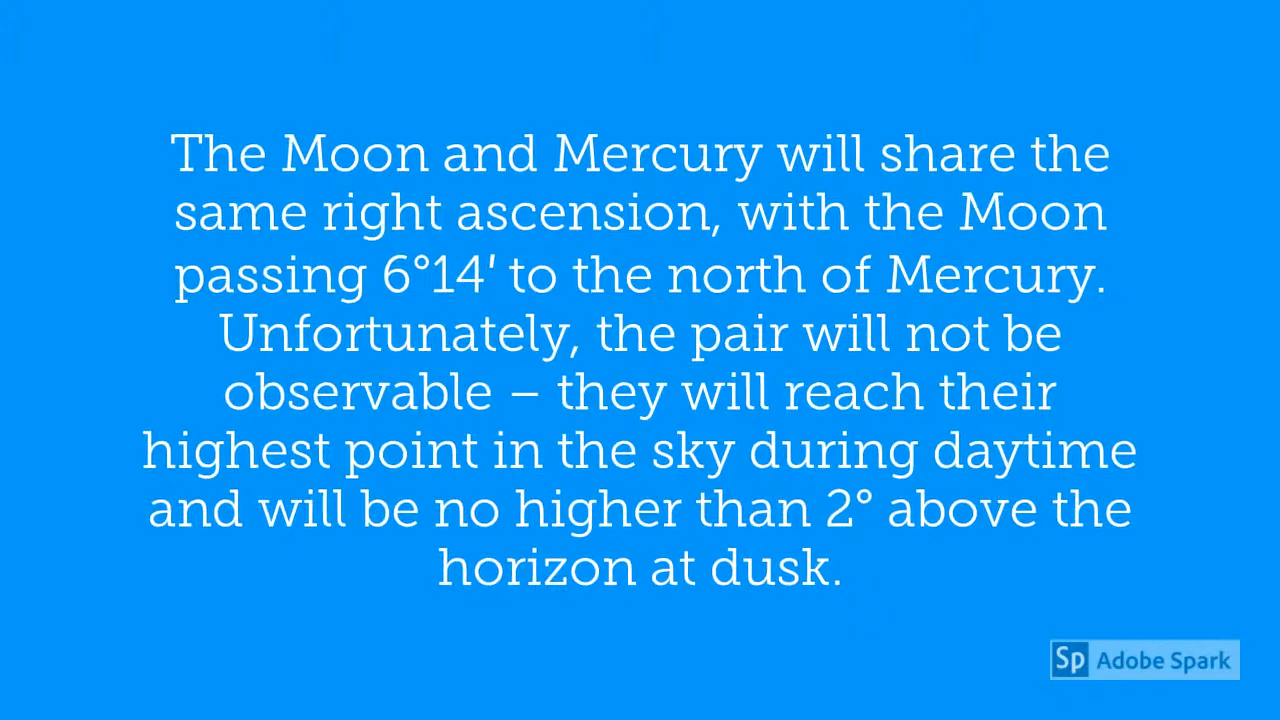 The Moon and Mercury will share the
same right ascension, with the Moon
passing 6°14′ to the north of Mercury.
Unfortunately, the pair will not be
observable – they will reach their
highest point in the sky during daytime
and will be no higher than 2° above the
horizon at dusk.
Sp Adobe Spark